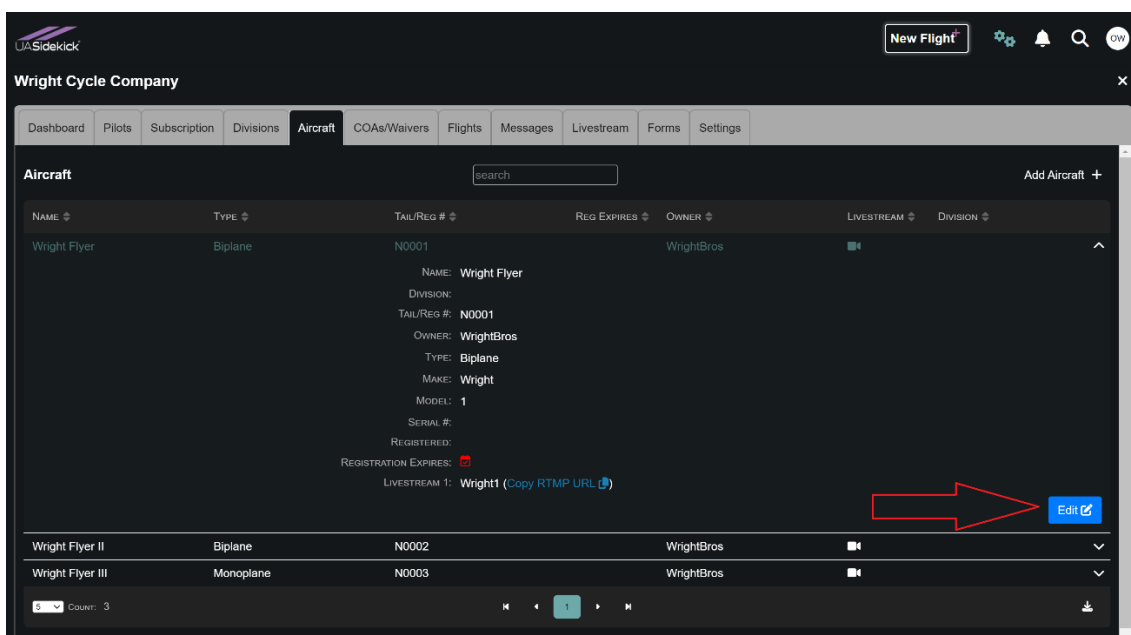 UASidekick
New Flight+
OW
Wright Cycle Company
×
Dashboard Pilots Subscription Divisions Aircraft COAs/Waivers Flights Messages Livestream Forms Settings
Aircraft search Add Aircraft +
NAME TYPE TAIL/REG # REG EXPIRES OWNER LIVESTREAM DIVISION
Wright Flyer Biplane N0001 WrightBros
NAME: Wright Flyer
DIVISION:
TAIL/REG #: N0001
OWNER: WrightBros
TYPE: Biplane
MAKE: Wright
MODEL: 1
SERIAL #:
REGISTERED:
REGISTRATION EXPIRES:
LIVESTREAM 1: Wright1 (Copy RTMP URL)
Edit
Wright Flyer II Biplane N0002 WrightBros
Wright Flyer III Monoplane N0003 WrightBros
5 COUNT: 3 1